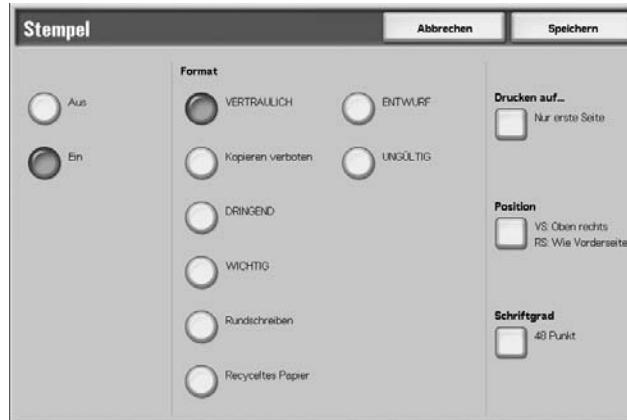 Stempel
Abbrechen
Speichern
Aus
Ein
Format
VERTRAULICH
ENTWURF
Kopieren verboten
UNGÜLTIG
DRINGEND
WICHTIG
Rundschreiben
Recyceltes Papier
Drucken auf...
Nur erste Seite
Position
VS: Oben rechts
RS: Wie Vorderseite
Schriftgrad
48 Punkt